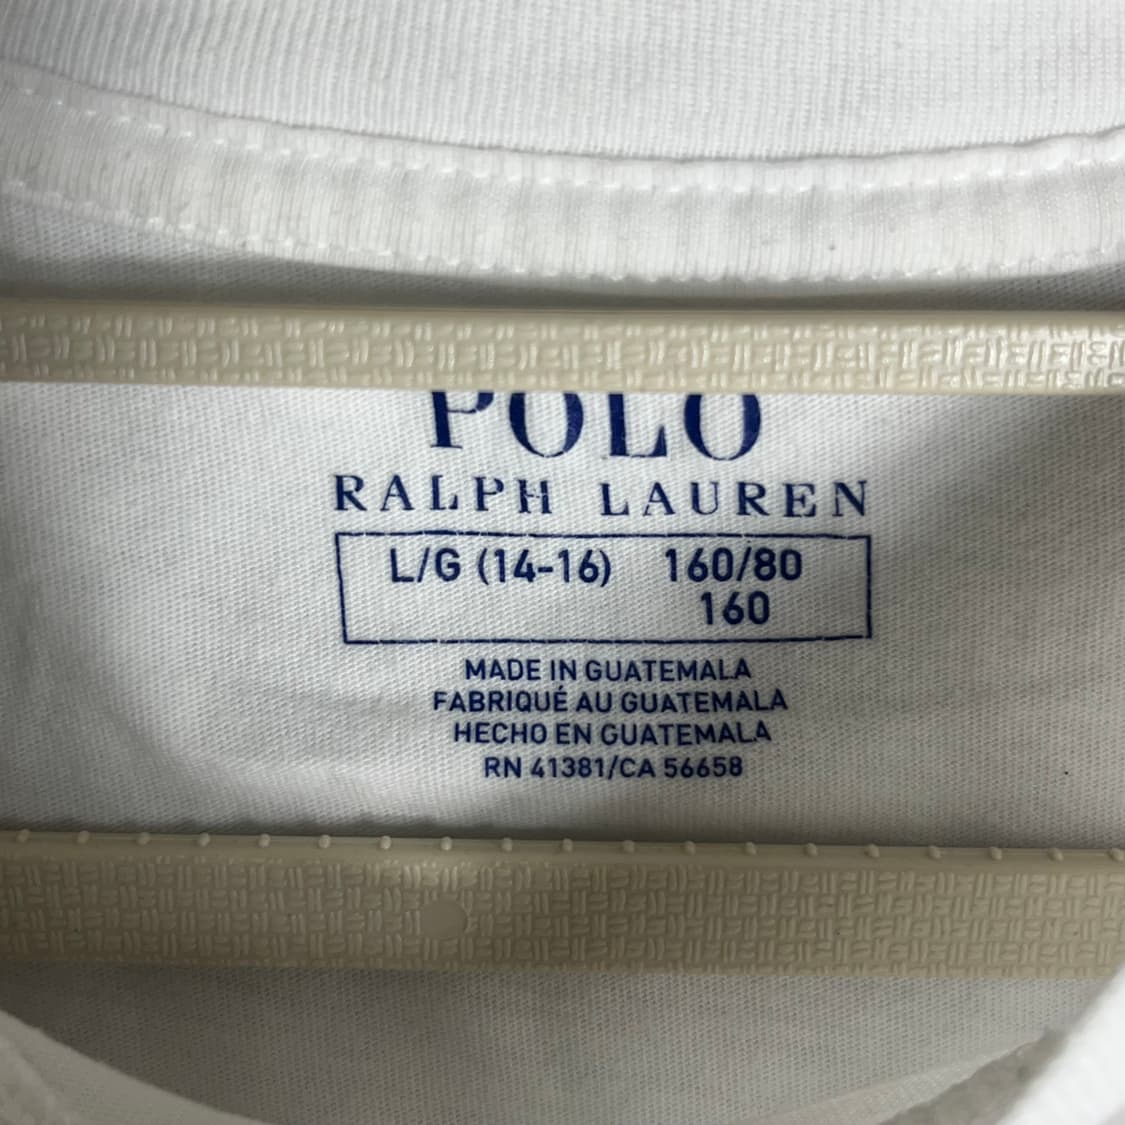 POLO
RALPH LAUREN
L/G (14-16) 160/80
160
MADE IN GUATEMALA
FABRIQUÉ AU GUATEMALA
HECHO EN GUATEMALA
RN 41381/CA 56658